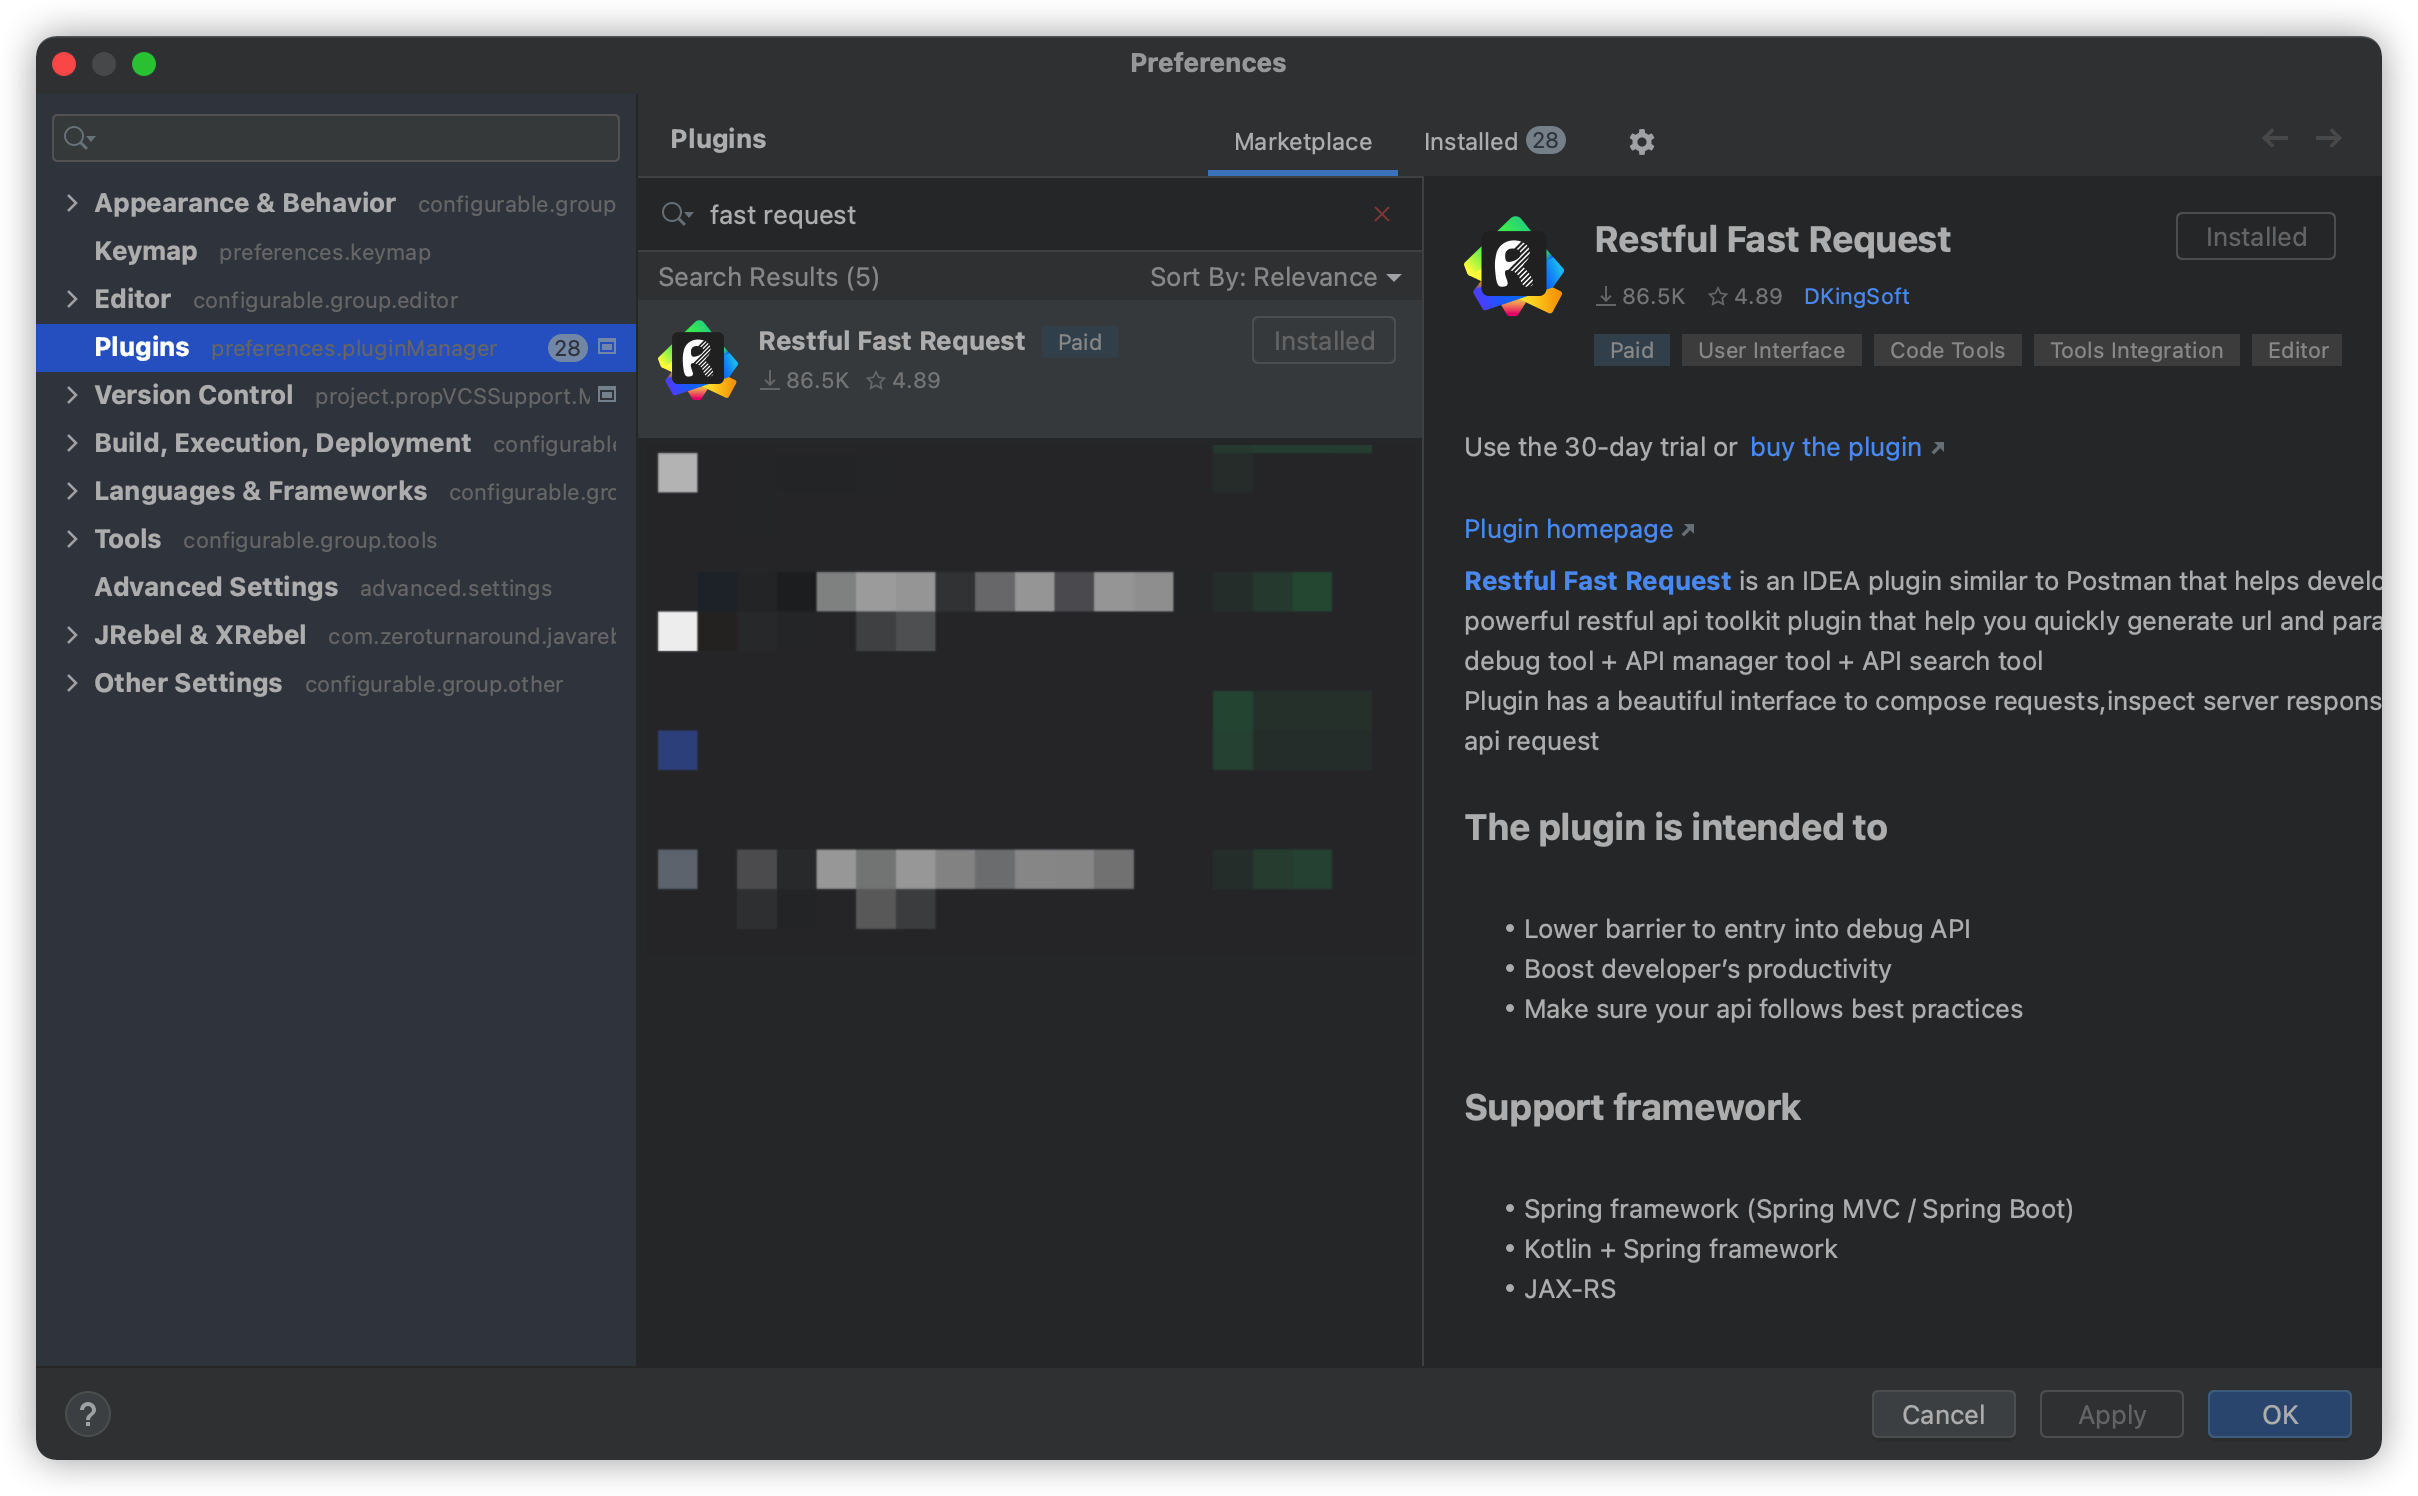 Preferences
Appearance & Behavior configurable.group
Keymap preferences.keymap
Editor configurable.group.editor
Plugins preferences.pluginManager 28
Version Control project.propVCSSupport.M
Build, Execution, Deployment configurable
Languages & Frameworks configurable.gro
Tools configurable.group.tools
Advanced Settings advanced.settings
JRebel & XRebel com.zeroturnaround.javareb
Other Settings configurable.group.other
Plugins
Marketplace Installed 28
fast request
Search Results (5) Sort By: Relevance
Restful Fast Request Paid Installed
86.5K 4.89
Restful Fast Request Installed
86.5K 4.89 DKingSoft
Paid User Interface Code Tools Tools Integration Editor
Use the 30-day trial or buy the plugin
Plugin homepage
Restful Fast Request is an IDEA plugin similar to Postman that helps develo
powerful restful api toolkit plugin that help you quickly generate url and para
debug tool + API manager tool + API search tool
Plugin has a beautiful interface to compose requests,inspect server respons
api request
The plugin is intended to
• Lower barrier to entry into debug API
• Boost developer's productivity
• Make sure your api follows best practices
Support framework
• Spring framework (Spring MVC / Spring Boot)
• Kotlin + Spring framework
• JAX-RS
? Cancel Apply OK